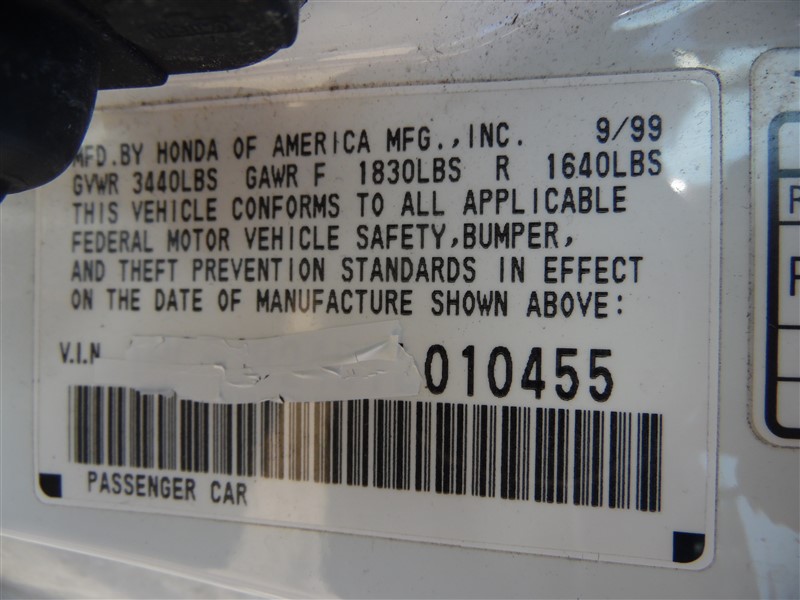 MFD.BY HONDA OF AMERICA MFG.,INC. 9/99
GVWR 3440LBS GAWR F 1830LBS R 1640LBS
THIS VEHICLE CONFORMS TO ALL APPLICABLE
FEDERAL MOTOR VEHICLE SAFETY,BUMPER,
AND THEFT PREVENTION STANDARDS IN EFFECT
ON THE DATE OF MANUFACTURE SHOWN ABOVE:
V.I.N 010455
PASSENGER CAR